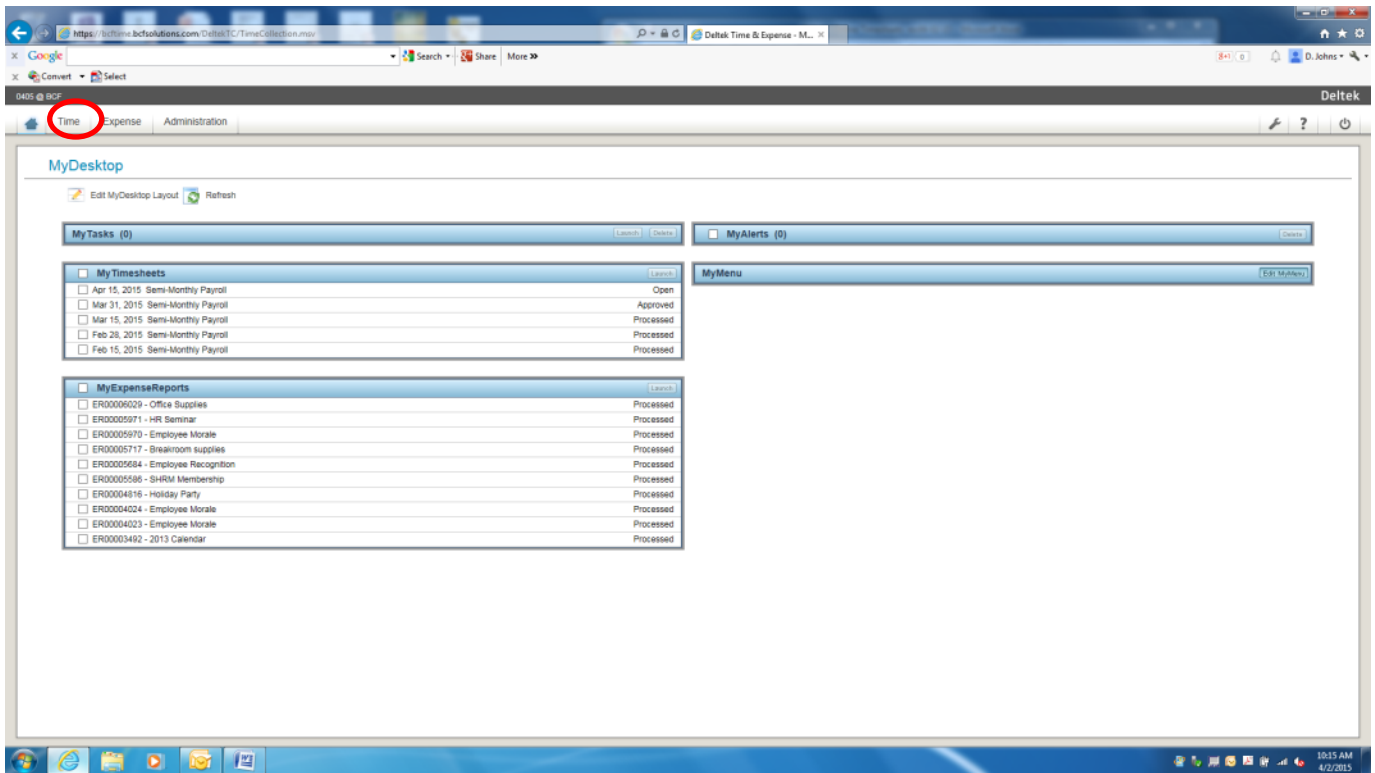 https://bcftime.bcfsolutions.com/DeltekTC/TimeCollection.msv
Deltek Time & Expense - M...
Google Search Share More »
D. Johns
Convert Select
0405 @ BCF Deltek
Time Expense Administration ?
MyDesktop
Edit MyDesktop Layout Refresh
MyTasks (0) Launch Delete MyAlerts (0) Delete
MyTimesheets Launch MyMenu Edit MyMenu
Apr 15, 2015 Semi-Monthly Payroll Open
Mar 31, 2015 Semi-Monthly Payroll Approved
Mar 15, 2015 Semi-Monthly Payroll Processed
Feb 28, 2015 Semi-Monthly Payroll Processed
Feb 15, 2015 Semi-Monthly Payroll Processed
MyExpenseReports Launch
ER00006029 - Office Supplies Processed
ER00005971 - HR Seminar Processed
ER00005970 - Employee Morale Processed
ER00005717 - Breakroom supplies Processed
ER00005684 - Employee Recognition Processed
ER00005586 - SHRM Membership Processed
ER00004816 - Holiday Party Processed
ER00004024 - Employee Morale Processed
ER00004023 - Employee Morale Processed
ER00003492 - 2013 Calendar Processed
10:15 AM
4/2/2015